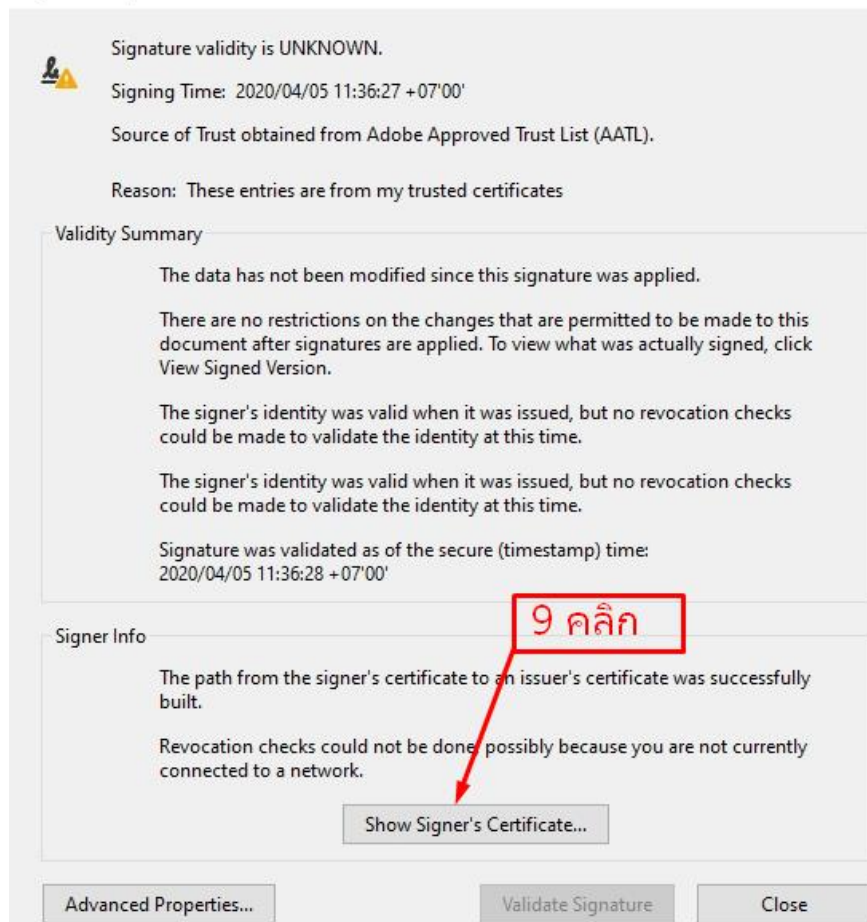 Signature validity is UNKNOWN.
Signing Time: 2020/04/05 11:36:27 +07'00'
Source of Trust obtained from Adobe Approved Trust List (AATL).
Reason: These entries are from my trusted certificates
Validity Summary
The data has not been modified since this signature was applied.
There are no restrictions on the changes that are permitted to be made to this
document after signatures are applied. To view what was actually signed, click
View Signed Version.
The signer's identity was valid when it was issued, but no revocation checks
could be made to validate the identity at this time.
The signer's identity was valid when it was issued, but no revocation checks
could be made to validate the identity at this time.
Signature was validated as of the secure (timestamp) time:
2020/04/05 11:36:28 +07'00'
9 คลิก
Signer Info
The path from the signer's certificate to an issuer's certificate was successfully
built.
Revocation checks could not be done, possibly because you are not currently
connected to a network.
Show Signer's Certificate...
Advanced Properties...
Validate Signature
Close